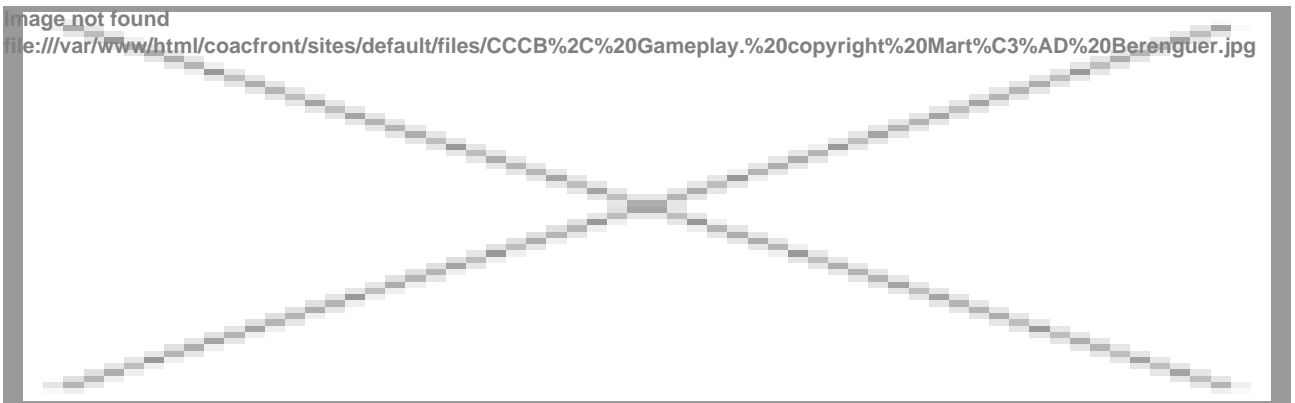 Image not found
file:///var/www/html/coacfront/sites/default/files/CCCB%2C%20Gameplay.%20copyright%20Mart%C3%AD%20Berenguer.jpg